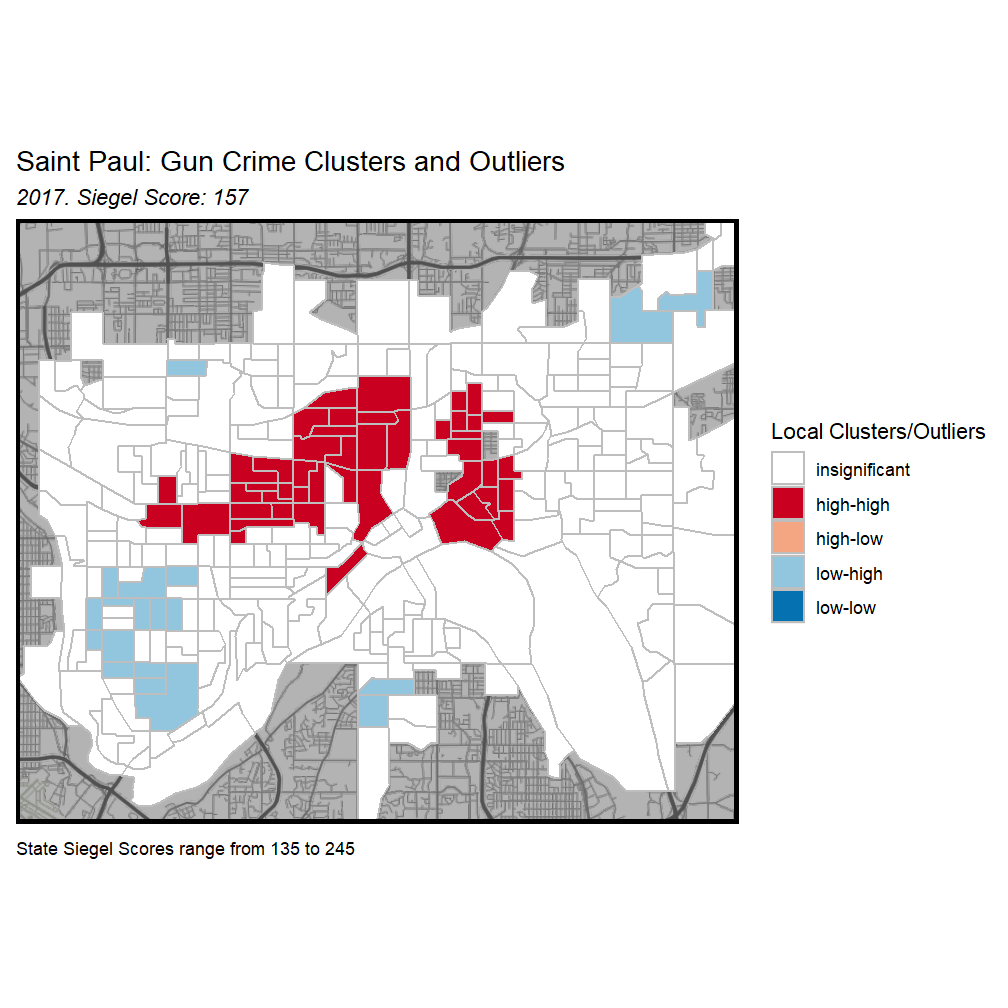 Saint Paul: Gun Crime Clusters and Outliers
2017. Siegel Score: 157
Local Clusters/Outliers
insignificant
high-high
high-low
low-high
low-low
State Siegel Scores range from 135 to 245